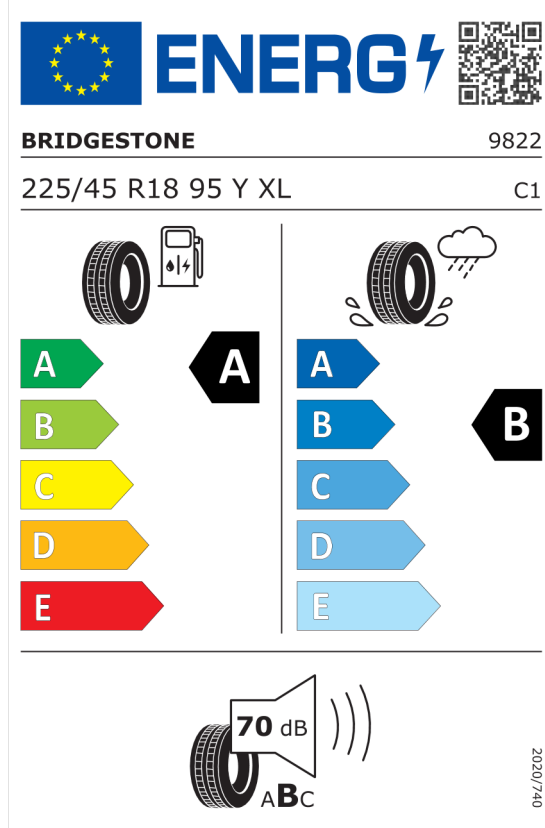 ENERG
BRIDGESTONE 9822
225/45 R18 95 Y XL C1
A A
B
C
D
E
A
B B
C
D
E
70 dB
ABC
2020/740